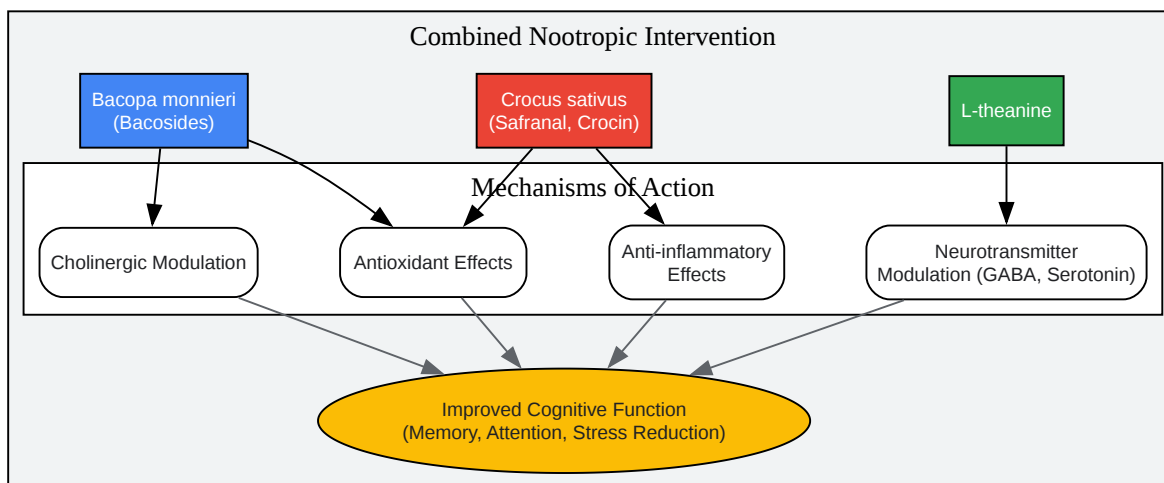 Combined Nootropic Intervention
Bacopa monnieri
(Bacosides)
Crocus sativus
(Safranal, Crocin)
L-theanine
Mechanisms of Action
Cholinergic Modulation
Antioxidant Effects
Anti-inflammatory
Effects
Neurotransmitter
Modulation (GABA, Serotonin)
Improved Cognitive Function
(Memory, Attention, Stress Reduction)